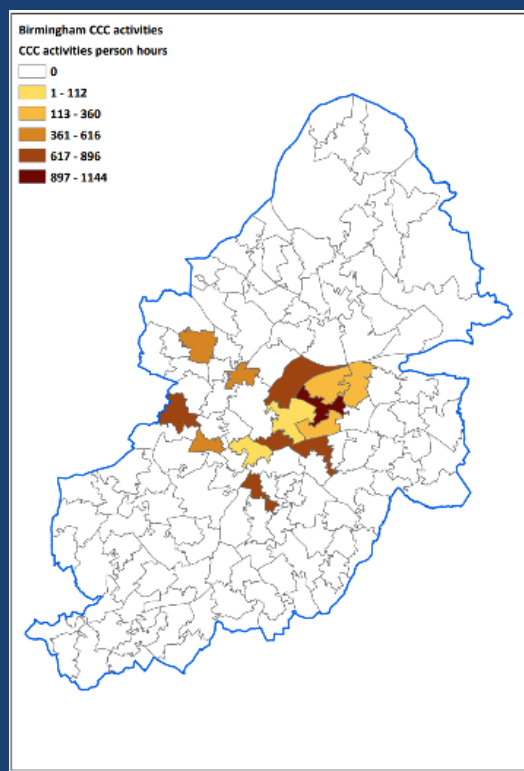 Birmingham CCC activities
CCC activities person hours
0
1 - 112
113 - 360
361 - 616
617 - 896
897 - 1144